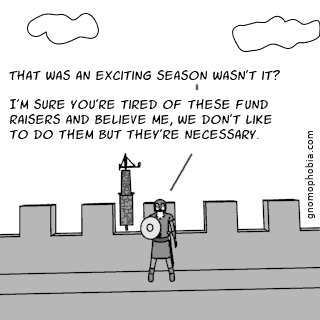 THAT WAS AN EXCITING SEASON WASN'T IT?
I'M SURE YOU'RE TIRED OF THESE FUND
RAISERS AND BELIEVE ME, WE DON'T LIKE
TO DO THEM BUT THEY'RE NECESSARY.
gnomophobia.com